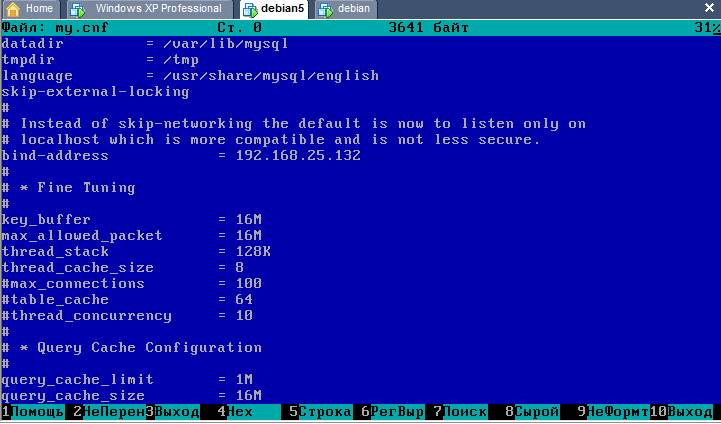 Home Windows XP Professional debian5 debian
Файл: my.cnf Ст. 0 3641 байт 31%
datadir = /var/lib/mysql
tmpdir = /tmp
language = /usr/share/mysql/english
skip-external-locking
#
# Instead of skip-networking the default is now to listen only on
# localhost which is more compatible and is not less secure.
bind-address = 192.168.25.132
#
# * Fine Tuning
#
key_buffer = 16M
max_allowed_packet = 16M
thread_stack = 128K
thread_cache_size = 8
#max_connections = 100
#table_cache = 64
#thread_concurrency = 10
#
# * Query Cache Configuration
#
query_cache_limit = 1M
query_cache_size = 16M
1Помощь 2НеПерен 3Выход 4Hex 5Строка 6РегВыр 7Поиск 8Сырой 9НеФормт 10Выход